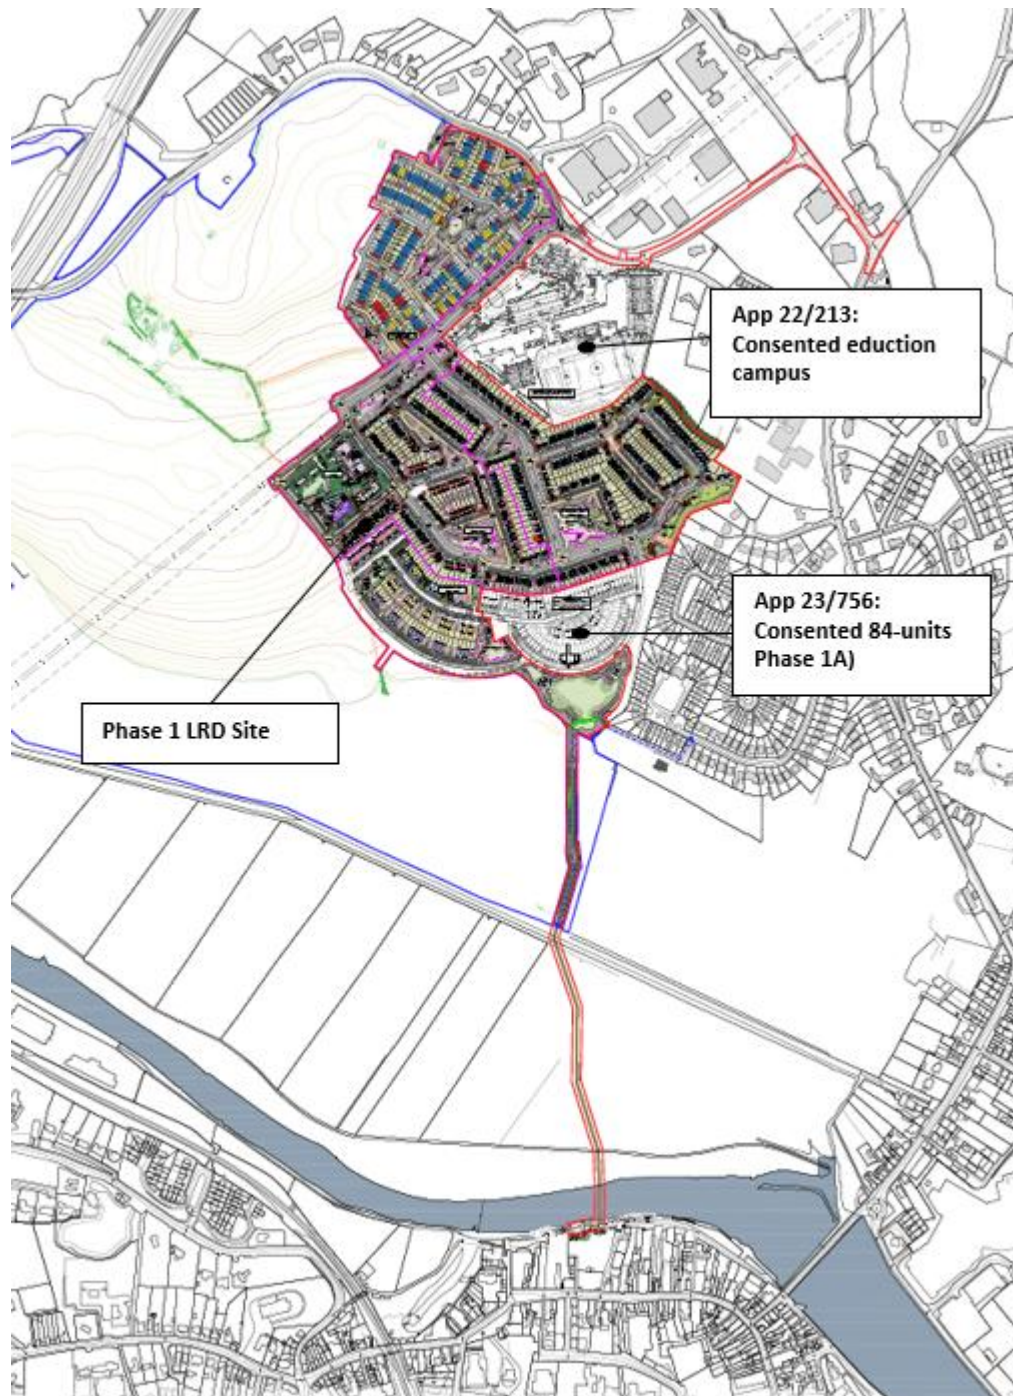 App 22/213:
Consented eduction
campus
App 23/756:
Consented 84-units
Phase 1A)
Phase 1 LRD Site